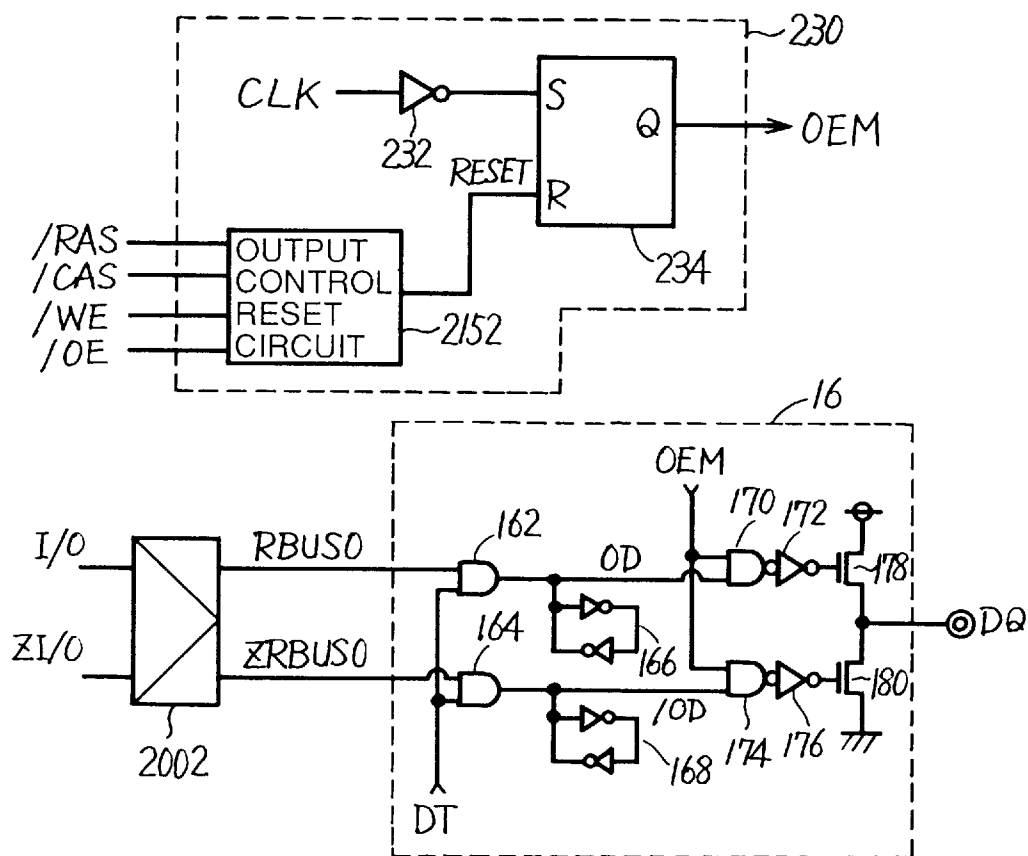 230
CLK
S
232
Q
OEM
RESET
R
234
/RAS
/CAS
/WE
/OE
OUTPUT
CONTROL
RESET
CIRCUIT
2152
16
OEM
I/O
RBUS0
162
OD
170
172
178
166
DQ
ZI/O
ZRBUS0
164
/OD
174
176
180
168
2002
DT